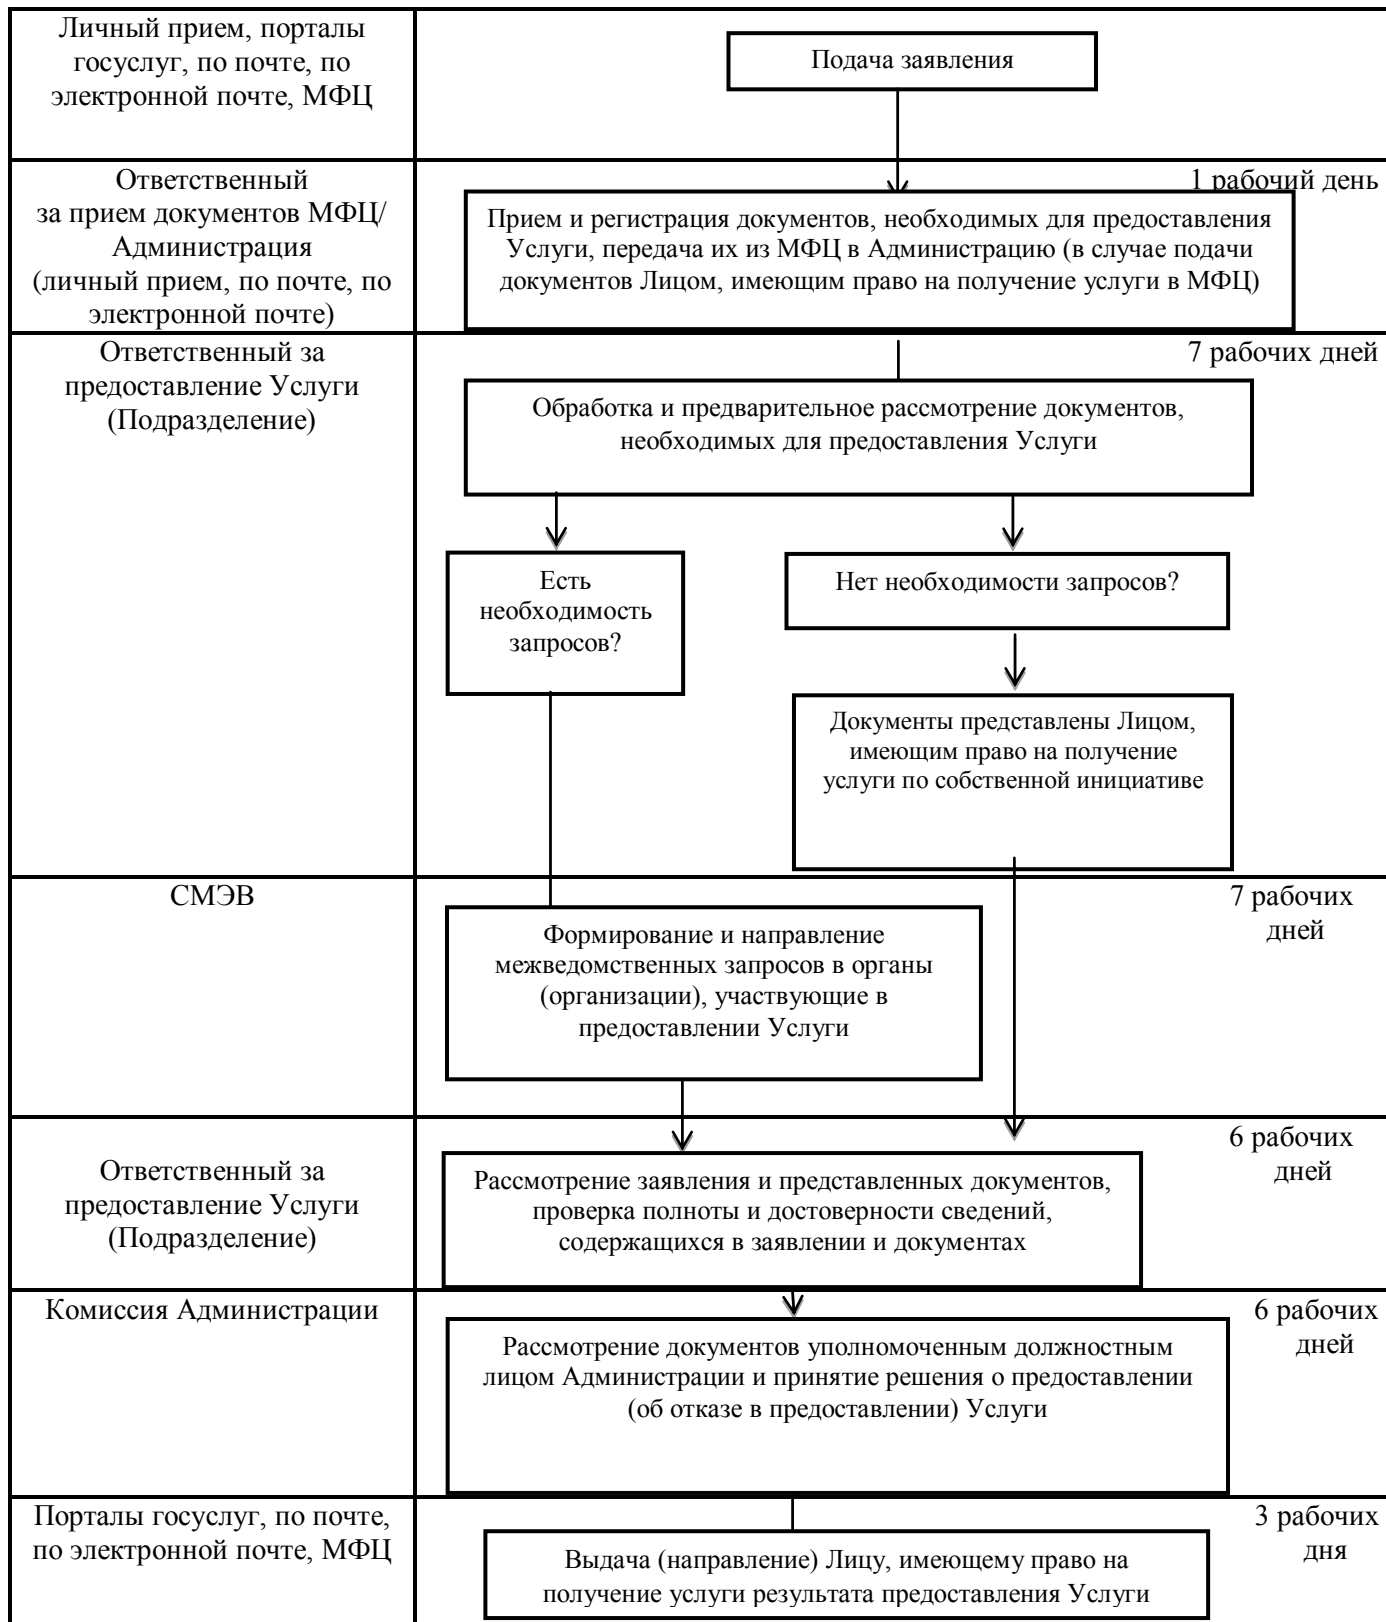 Личный прием, порталы
госуслуг, по почте, по
электронной почте, МФЦ
Подача заявления
Ответственный
за прием документов МФЦ/
Администрация
(личный прием, по почте, по
электронной почте)
1 рабочий день
Прием и регистрация документов, необходимых для предоставления
Услуги, передача их из МФЦ в Администрацию (в случае подачи
документов Лицом, имеющим право на получение услуги в МФЦ)
Ответственный за
предоставление Услуги
(Подразделение)
7 рабочих дней
Обработка и предварительное рассмотрение документов,
необходимых для предоставления Услуги
Есть
необходимость
запросов?
Нет необходимости запросов?
Документы представлены Лицом,
имеющим право на получение
услуги по собственной инициативе
СМЭВ
7 рабочих
дней
Формирование и направление
межведомственных запросов в органы
(организации), участвующие в
предоставлении Услуги
Ответственный за
предоставление Услуги
(Подразделение)
6 рабочих
дней
Рассмотрение заявления и представленных документов,
проверка полноты и достоверности сведений,
содержащихся в заявлении и документах
Комиссия Администрации
6 рабочих
дней
Рассмотрение документов уполномоченным должностным
лицом Администрации и принятие решения о предоставлении
(об отказе в предоставлении) Услуги
Порталы госуслуг, по почте,
по электронной почте, МФЦ
3 рабочих
дня
Выдача (направление) Лицу, имеющему право на
получение услуги результата предоставления Услуги